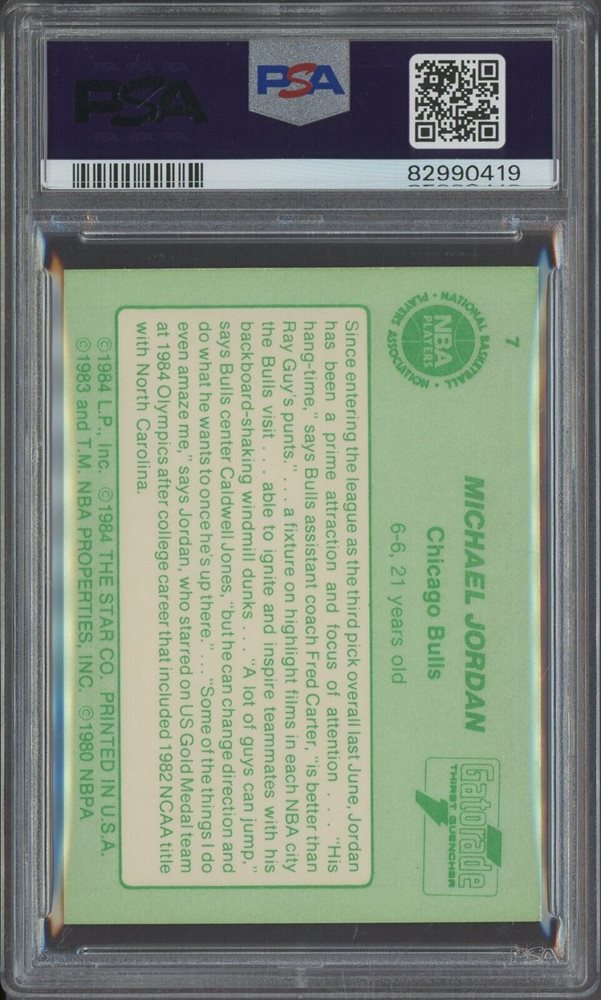 PSA
PSA
82990419
7
NATIONAL BASKETBALL
NBA
PLAYERS
PLAYERS ASSOCIATION
MICHAEL JORDAN
Chicago Bulls
6-6, 21 years old
Gatorade
THIRST QUENCHER
Since entering the league as the third pick overall last June, Jordan
has been a prime attraction and focus of attention . . . "His
hang-time," says Bulls assistant coach Fred Carter, "is better than
Ray Guy's punts." . . . a fixture on highlight films in each NBA city
the Bulls visit . . . able to ignite and inspire teammates with his
backboard-shaking windmill dunks . . . "A lot of guys can jump,"
says Bulls center Caldwell Jones, "but he can change direction and
do what he wants to once he's up there." . . . "Some of the things I do
even amaze me," says Jordan, who starred on US Gold Medal team
at 1984 Olympics after college career that included 1982 NCAA title
with North Carolina.
©1984 L.P., Inc. ©1984 THE STAR CO. PRINTED IN U.S.A.
©1983 and T.M. NBA PROPERTIES, INC. ©1980 NBPA
PSA